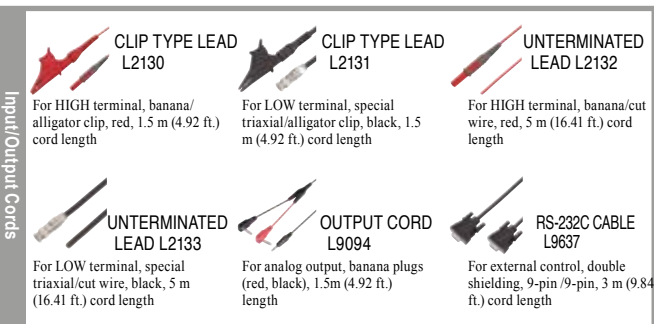 Input/Output Cords
CLIP TYPE LEAD
L2130
For HIGH terminal, banana/
alligator clip, red, 1.5 m (4.92 ft.)
cord length
CLIP TYPE LEAD
L2131
For LOW terminal, special
triaxial/alligator clip, black, 1.5
m (4.92 ft.) cord length
UNTERMINATED
LEAD L2132
For HIGH terminal, banana/cut
wire, red, 5 m (16.41 ft.) cord
length
UNTERMINATED
LEAD L2133
For LOW terminal, special
triaxial/cut wire, black, 5 m
(16.41 ft.) cord length
OUTPUT CORD
L9094
For analog output, banana plugs
(red, black), 1.5m (4.92 ft.)
length
RS-232C CABLE
L9637
For external control, double
shielding, 9-pin /9-pin, 3 m (9.84
ft.) cord length